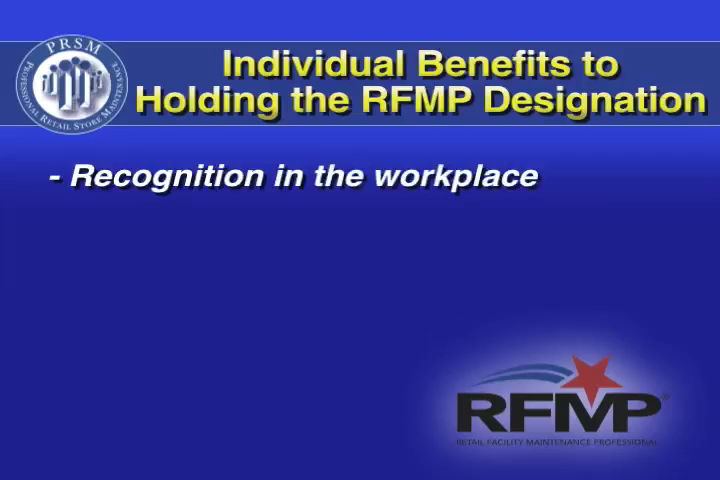 PRSM
PROFESSIONAL RETAIL STORE MAINTENANCE
Individual Benefits to
Holding the RFMP Designation
- Recognition in the workplace
RFMP®
RETAIL FACILITY MAINTENANCE PROFESSIONAL